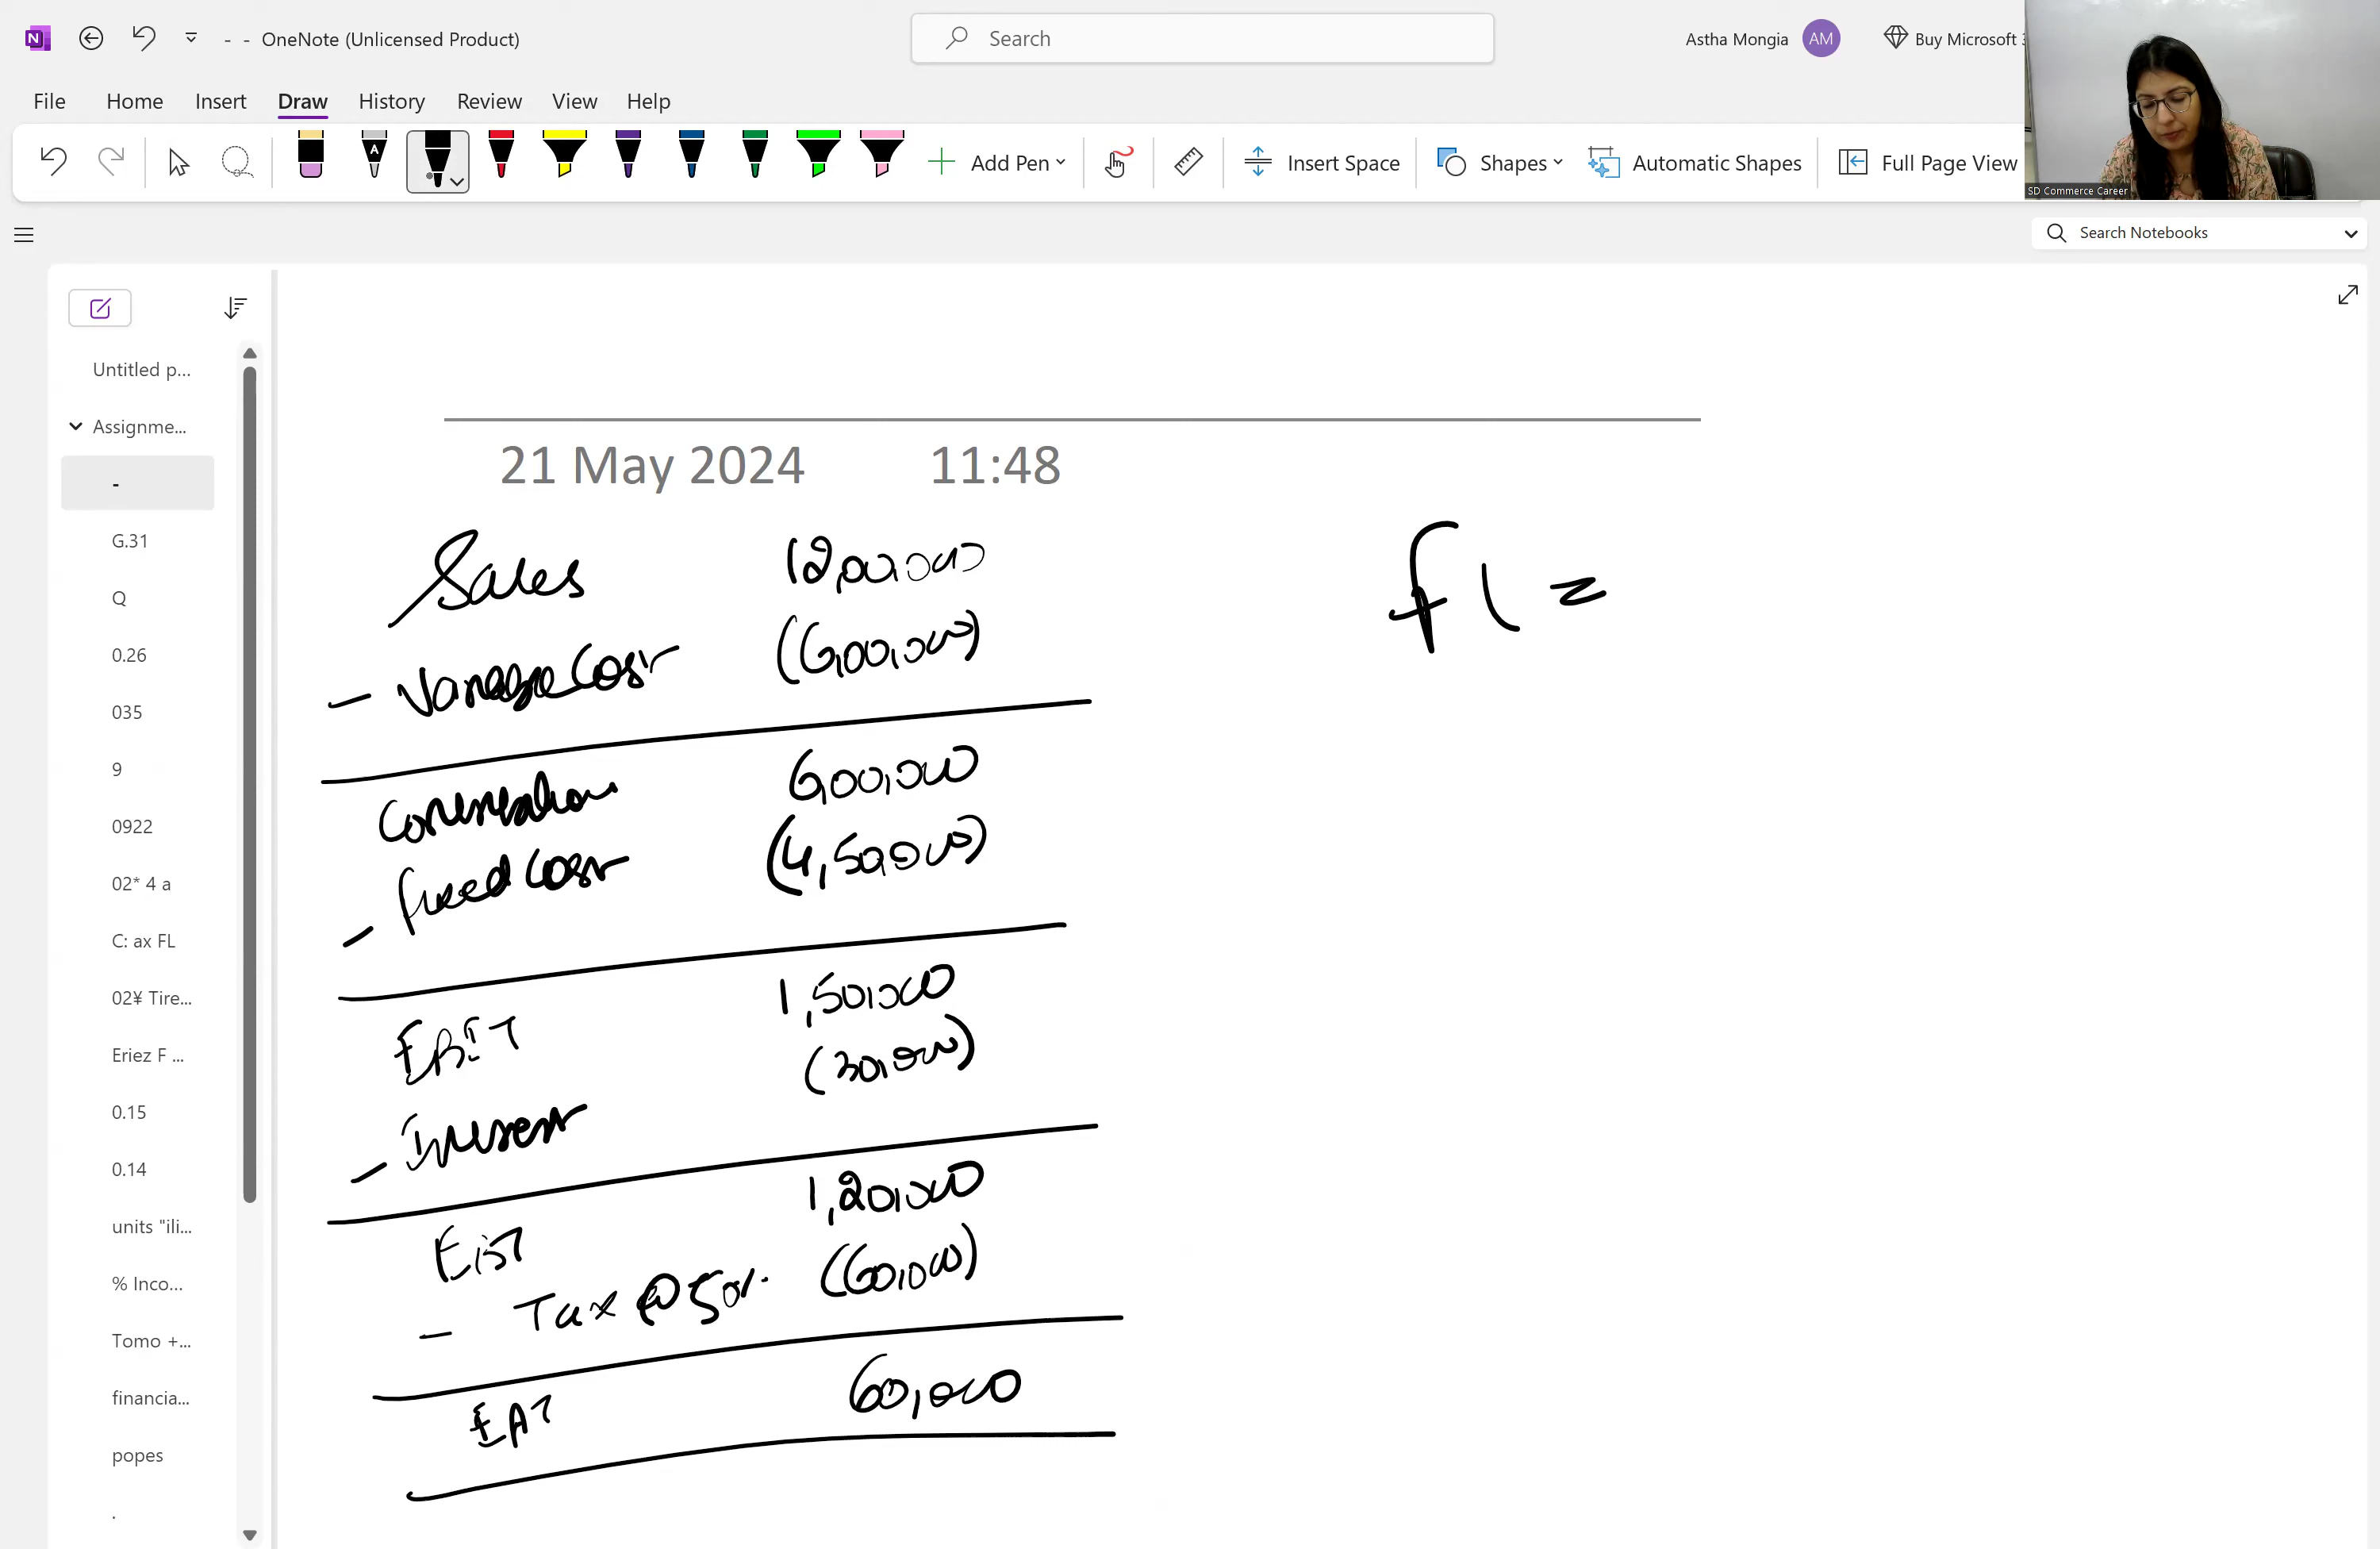 N - - OneNote (Unlicensed Product) Search Astha Mongia AM Buy Microsoft 3
File Home Insert Draw History Review View Help
A Add Pen Insert Space Shapes Automatic Shapes Full Page View
SD Commerce Career
Search Notebooks
Untitled p...
Assignme...
-
G.31
Q
0.26
035
9
0922
02* 4 a
C: ax FL
02¥ Tire...
Eriez F ...
0.15
0.14
units "ili...
% Inco...
Tomo +...
financia...
popes
.
21 May 2024 11:48
Sales 12,00,000
- Variable Cost (6,00,000)
Contribution 6,00,000
- Fixed Cost (4,50,000)
EBIT 1,50,000
- Interest (30,000)
EBT 1,20,000
- Tax @ 50% (60,000)
EAT 60,000
FL =